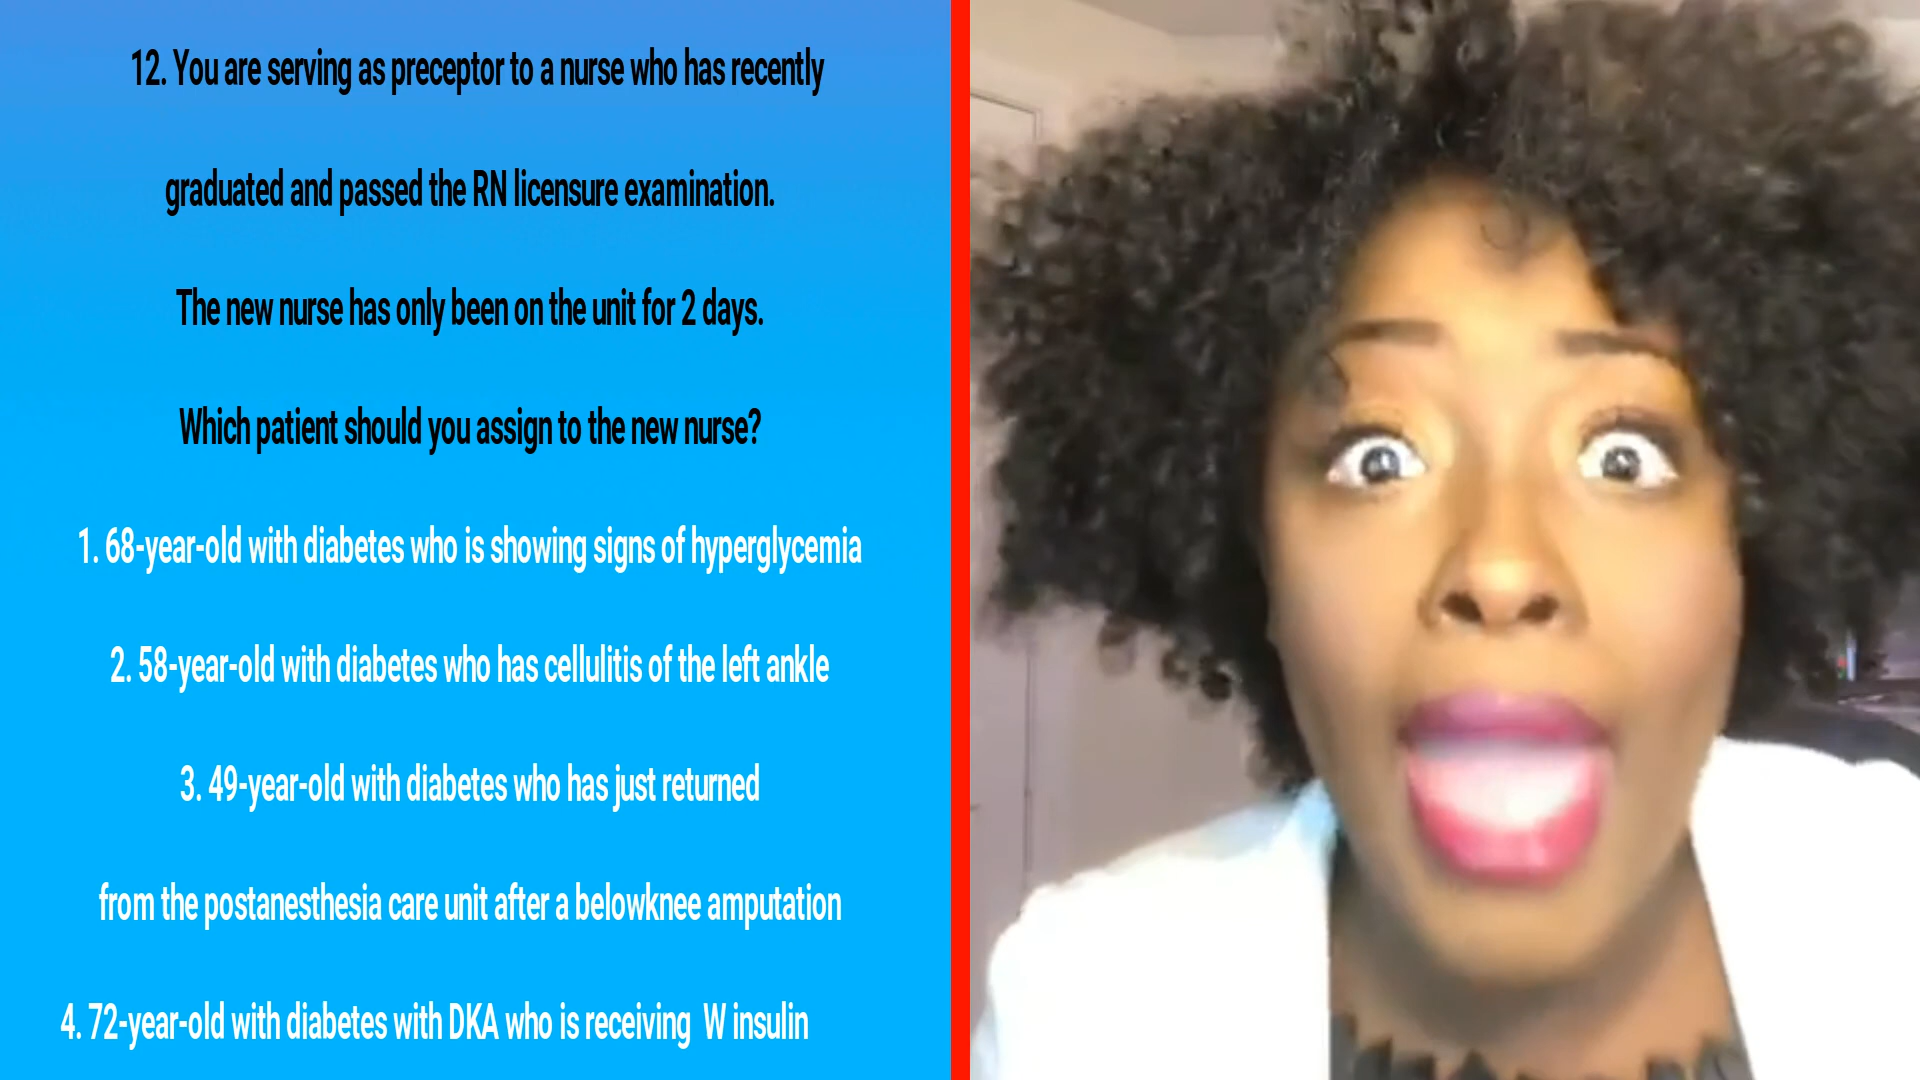 12. You are serving as preceptor to a nurse who has recently
graduated and passed the RN licensure examination.
The new nurse has only been on the unit for 2 days.
Which patient should you assign to the new nurse?
1. 68-year-old with diabetes who is showing signs of hyperglycemia
2. 58-year-old with diabetes who has cellulitis of the left ankle
3. 49-year-old with diabetes who has just returned
from the postanesthesia care unit after a belowknee amputation
4. 72-year-old with diabetes with DKA who is receiving W insulin